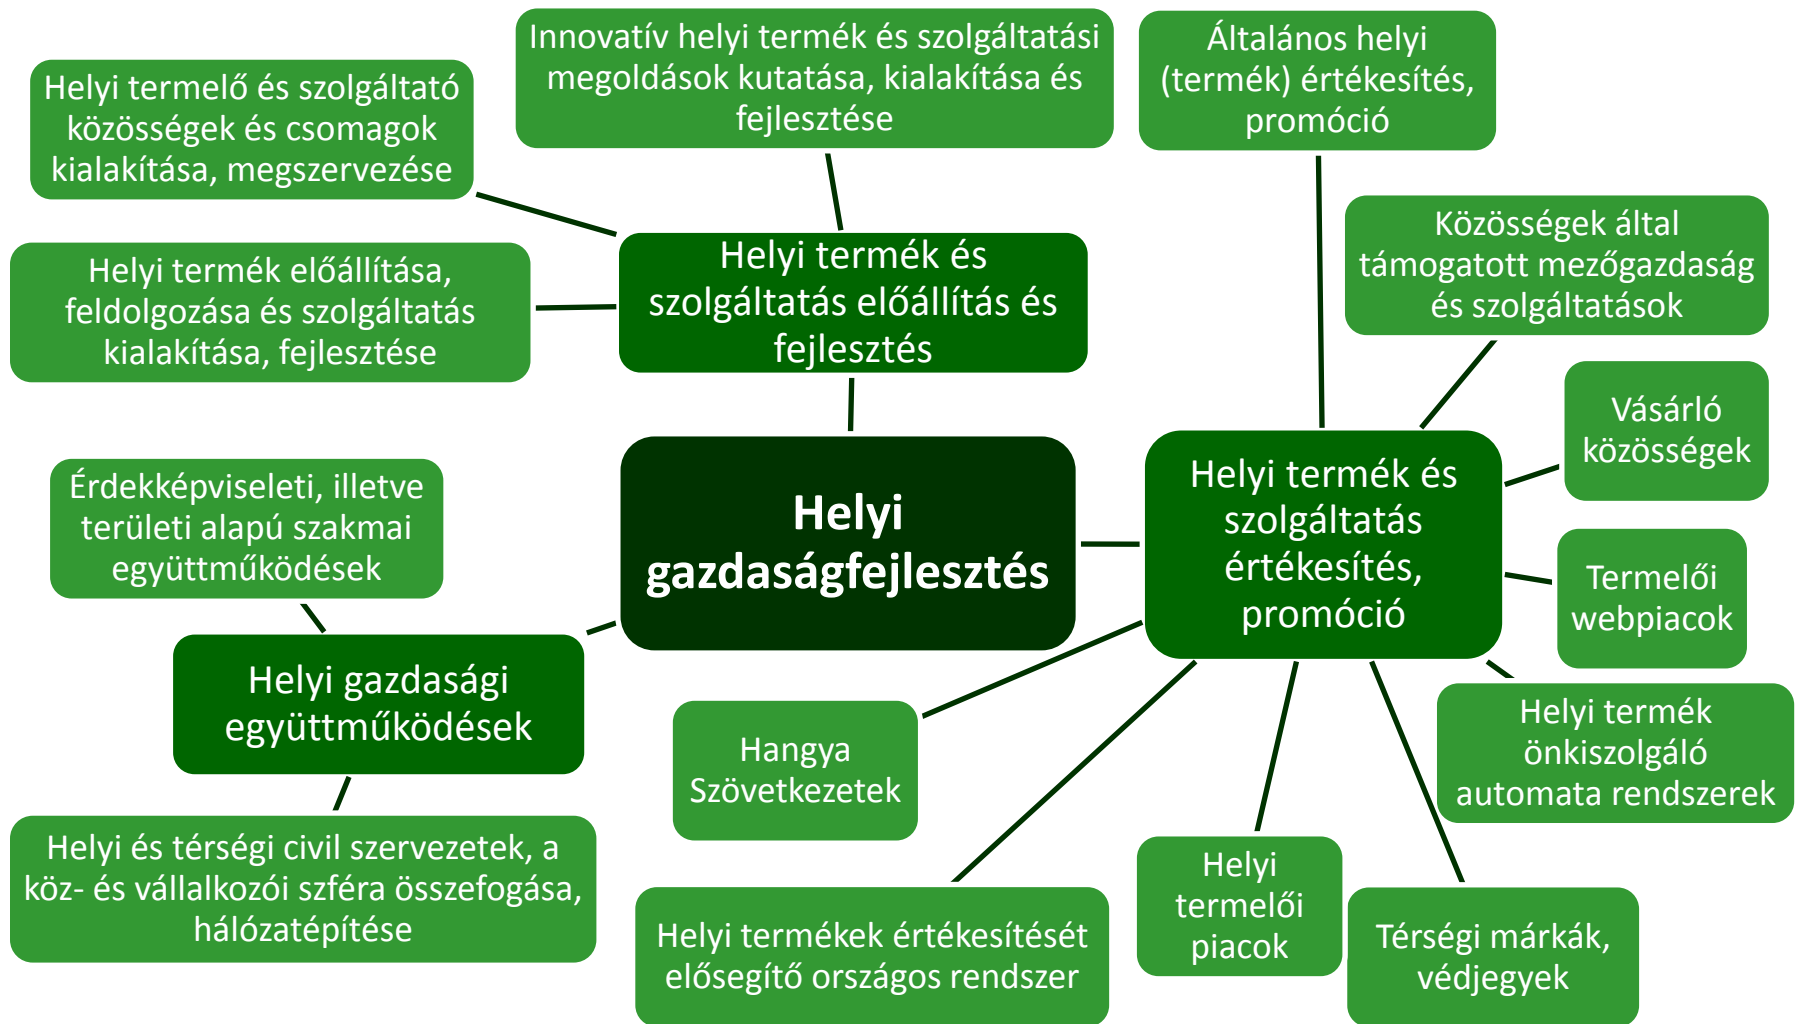 Innovatív helyi termék és szolgáltatási
megoldások kutatása, kialakítása és
fejlesztése
Általános helyi
(termék) értékesítés,
promóció
Helyi termelő és szolgáltató
közösségek és csomagok
kialakítása, megszervezése
Közösségek által
támogatott mezőgazdaság
és szolgáltatások
Helyi termék és
szolgáltatás előállítás és
fejlesztés
Helyi termék előállítása,
feldolgozása és szolgáltatás
kialakítása, fejlesztése
Vásárló
közösségek
Helyi
gazdaságfejlesztés
Helyi termék és
szolgáltatás
értékesítés,
promóció
Érdekképviseleti, illetve
területi alapú szakmai
együttműködések
Termelői
webpiacok
Helyi gazdasági
együttműködések
Helyi termék
önkiszolgáló
automata rendszerek
Hangya
Szövetkezetek
Helyi és térségi civil szervezetek, a
köz- és vállalkozói szféra összefogása,
hálózatépítése
Helyi
termelői
piacok
Helyi termékek értékesítését
elősegítő országos rendszer
Térségi márkák,
védjegyek